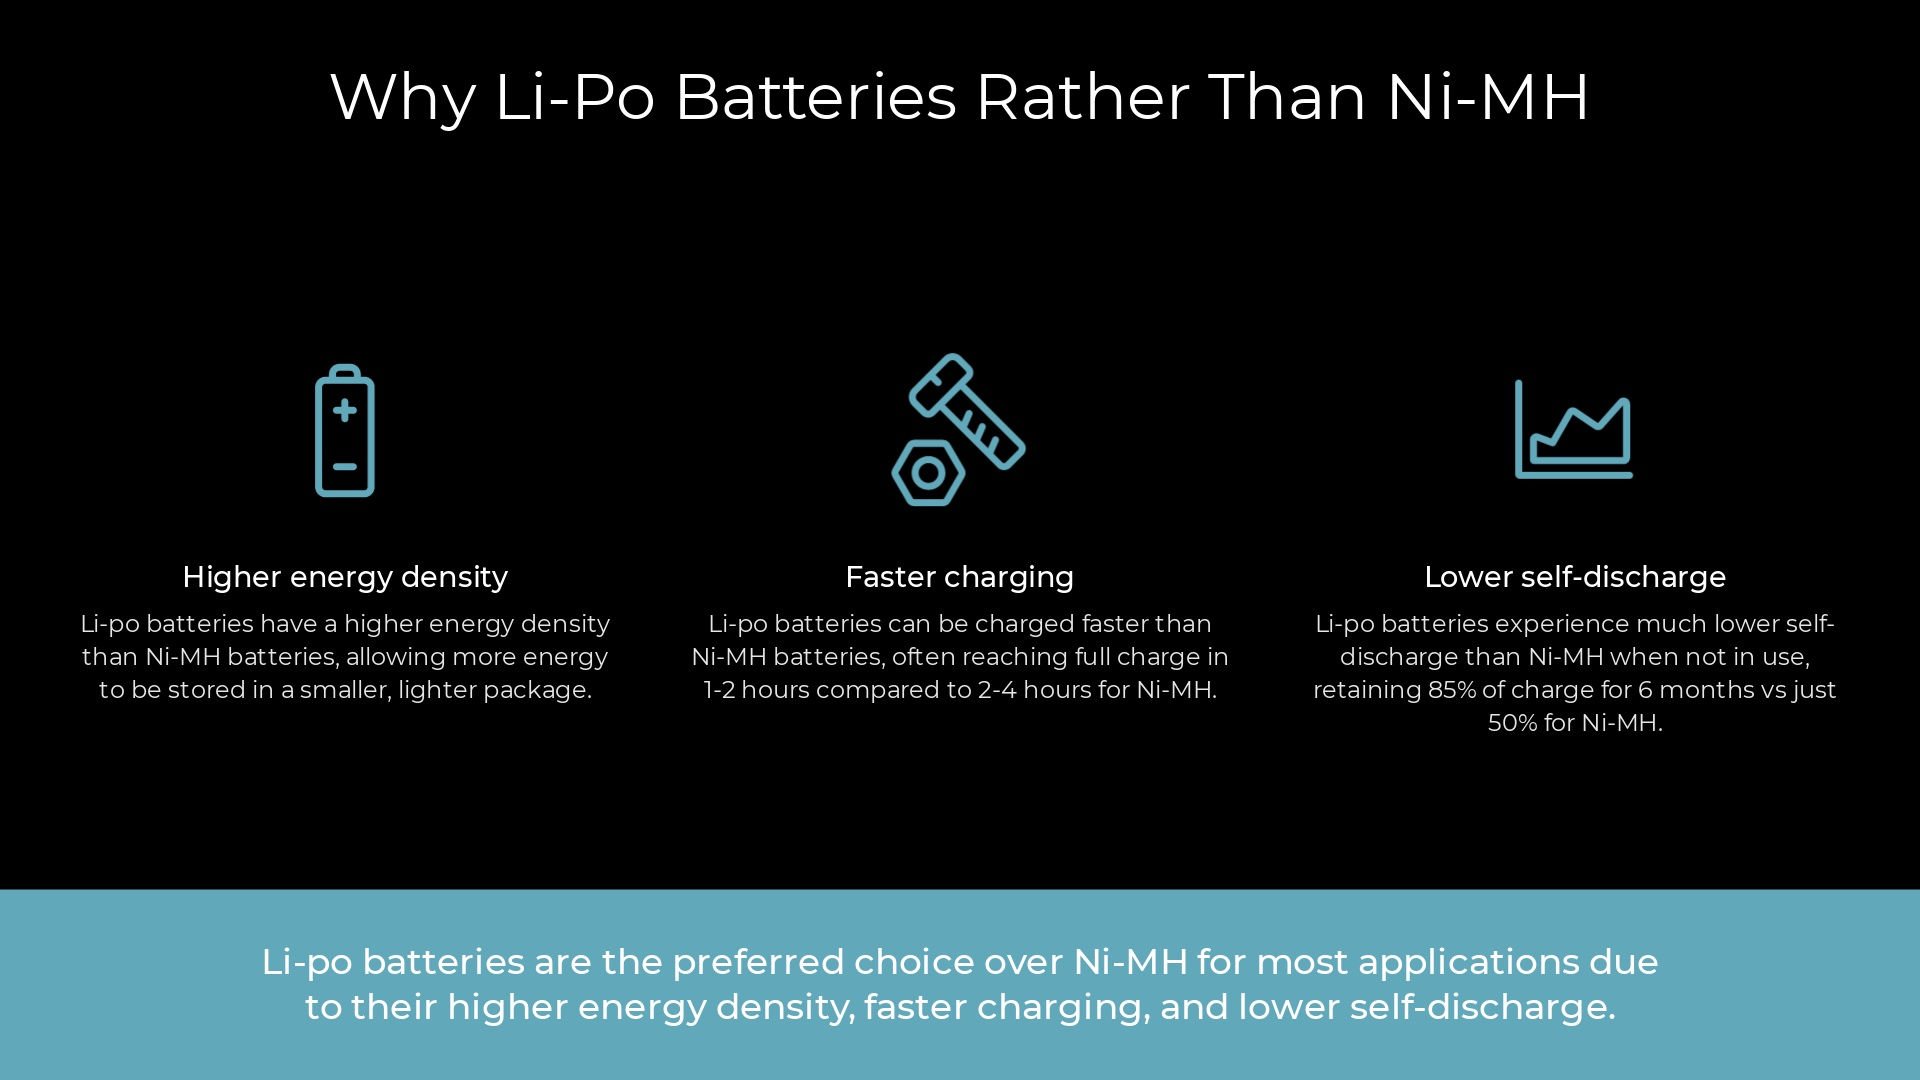 Why Li-Po Batteries Rather Than Ni-MH
Higher energy density
Li-po batteries have a higher energy density
than Ni-MH batteries, allowing more energy
to be stored in a smaller, lighter package.
Faster charging
Li-po batteries can be charged faster than
Ni-MH batteries, often reaching full charge in
1-2 hours compared to 2-4 hours for Ni-MH.
Lower self-discharge
Li-po batteries experience much lower self-
discharge than Ni-MH when not in use,
retaining 85% of charge for 6 months vs just
50% for Ni-MH.
Li-po batteries are the preferred choice over Ni-MH for most applications due
to their higher energy density, faster charging, and lower self-discharge.